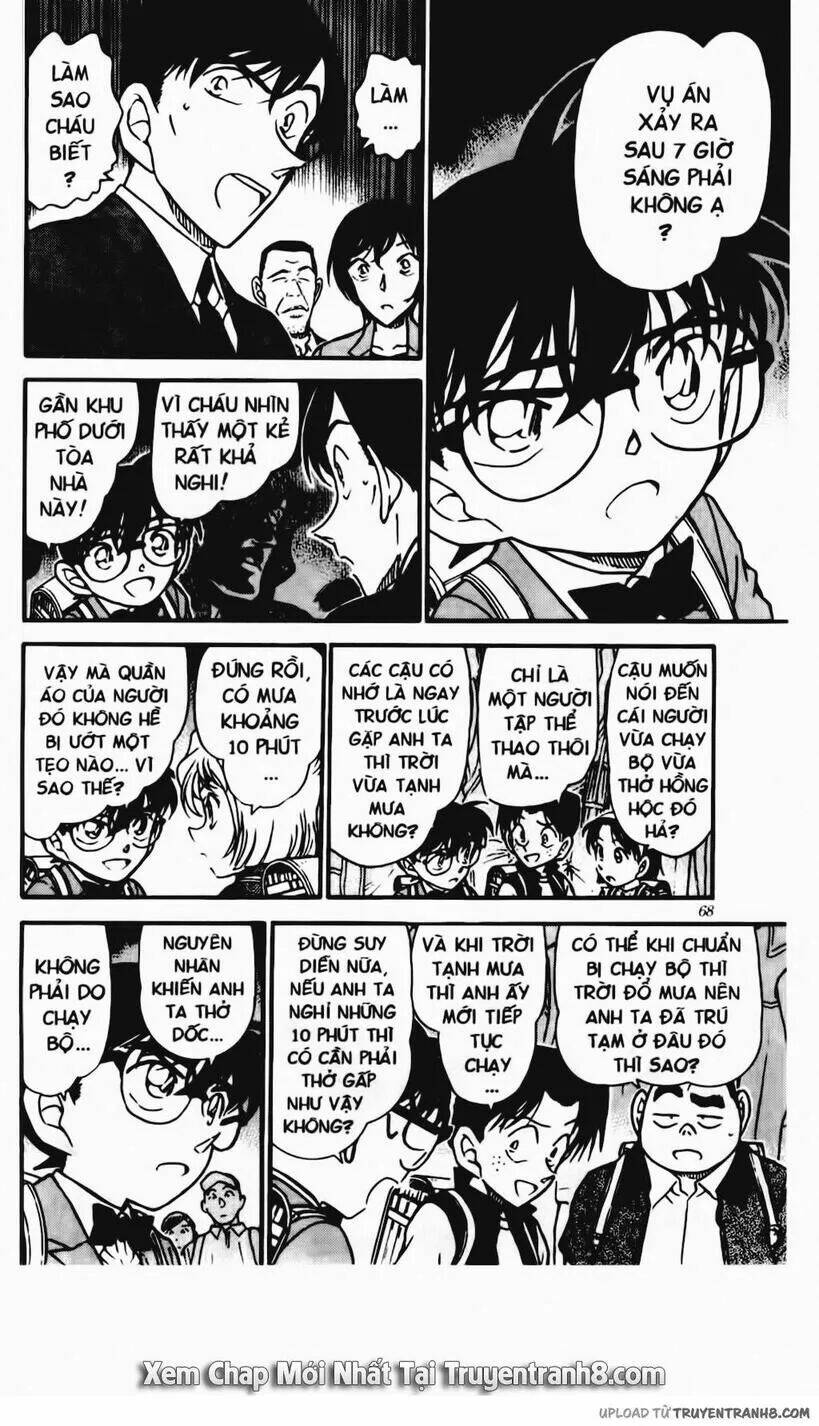 VỤ ÁN
XẢY RA
SAU 7 GIỜ
SÁNG PHẢI
KHÔNG Ạ
?
LÀM
...
LÀM
SAO
CHÁU
BIẾT
?
VÌ CHÁU NHÌN
THẤY MỘT KẺ
RẤT KHẢ
NGHI!
GẦN KHU
PHỐ DƯỚI
TÒA
NHÀ
NÀY!
CẬU MUỐN
NÓI ĐẾN
CÁI NGƯỜI
VỪA CHẠY
BỘ VỪA
THỞ HỒNG
HỘC ĐÓ
HẢ?
CHỈ LÀ
MỘT NGƯỜI
TẬP THỂ
THAO THÔI
MÀ...
CÁC CẬU CÓ
NHỚ LÀ NGAY
TRƯỚC LÚC
GẶP ANH TA
THÌ TRỜI
VỪA TẠNH
MƯA
KHÔNG?
ĐÚNG RỒI,
CÓ MƯA
KHOẢNG
10 PHÚT
...
VẬY MÀ QUẦN
ÁO CỦA NGƯỜI
ĐÓ KHÔNG HỀ
BỊ ƯỚT MỘT
TẸO NÀO... VÌ
SAO THẾ?
68
CÓ THỂ KHI CHUẨN
BỊ CHẠY BỘ THÌ
TRỜI ĐỔ MƯA NÊN
ANH TA ĐÃ TRÚ
TẠM Ở ĐÂU ĐÓ
THÌ SAO?
VÀ KHI TRỜI
TẠNH MƯA
THÌ ANH ẤY
MỚI TIẾP
TỤC
CHẠY
...
ĐỪNG SUY
DIỄN NỮA,
NẾU ANH TA
NGHỈ NHỮNG
10 PHÚT THÌ
CÓ CẦN PHẢI
THỞ GẤP
NHƯ VẬY
KHÔNG?
NGUYÊN
NHÂN
KHIẾN ANH
TA THỞ
DỐC...
KHÔNG
PHẢI DO
CHẠY
BỘ...
Xem Chap Mới Nhất Tại Truyentranh8.com
UPLOAD TỪ TRUYENTRANH8.COM